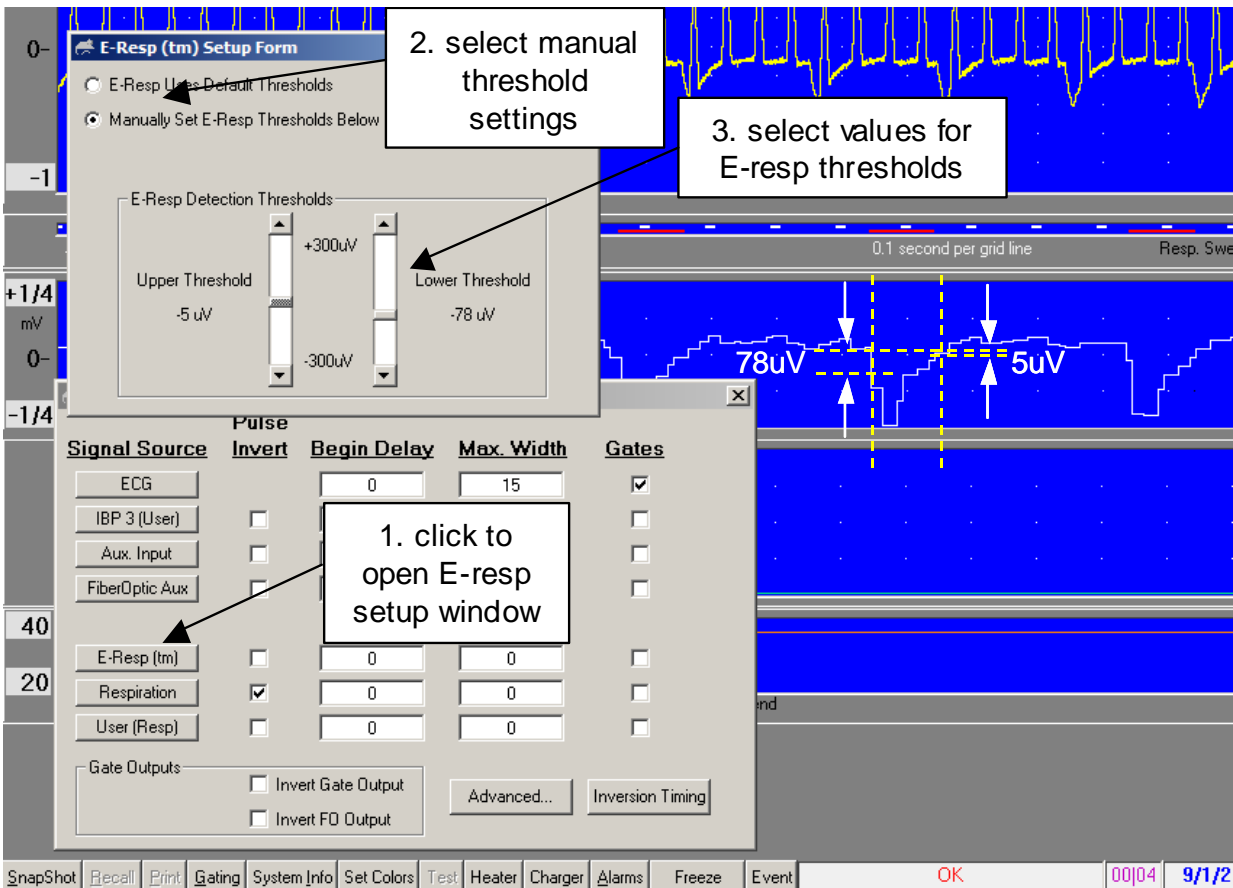 0-
-1
E-Resp (tm) Setup Form
E-Resp Uses Default Thresholds
Manually Set E-Resp Thresholds Below
2. select manual
threshold
settings
3. select values for
E-resp thresholds
E-Resp Detection Thresholds
+300uV
Upper Threshold
-5 uV
Lower Threshold
-78 uV
-300uV
0.1 second per grid line
Resp. Swe
+1/4
mV
0-
-1/4
78uV
5uV
Pulse
Signal Source Invert Begin Delay Max. Width Gates
ECG 0 15
IBP 3 (User)
Aux. Input
FiberOptic Aux
1. click to
open E-resp
setup window
40
20
E-Resp (tm) 0 0
Respiration 0 0
User (Resp) 0 0
end
Gate Outputs
Invert Gate Output
Invert FO Output
Advanced...
Inversion Timing
SnapShot Recall Print Gating System Info Set Colors Test Heater Charger Alarms Freeze Event OK 00|04 9/1/2